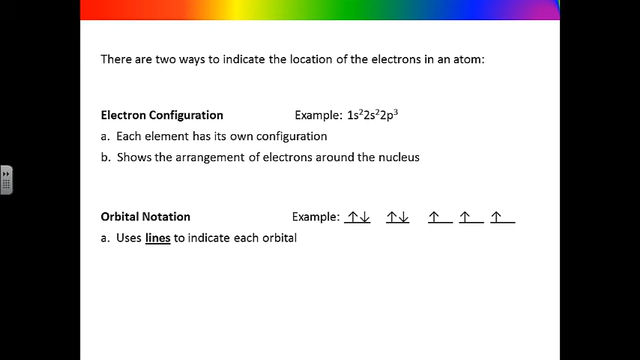 There are two ways to indicate the location of the electrons in an atom:
Electron Configuration Example: 1s²2s²2p³
a. Each element has its own configuration
b. Shows the arrangement of electrons around the nucleus
Orbital Notation Example: ↑↓ ↑↓ ↑ ↑ ↑
a. Uses lines to indicate each orbital